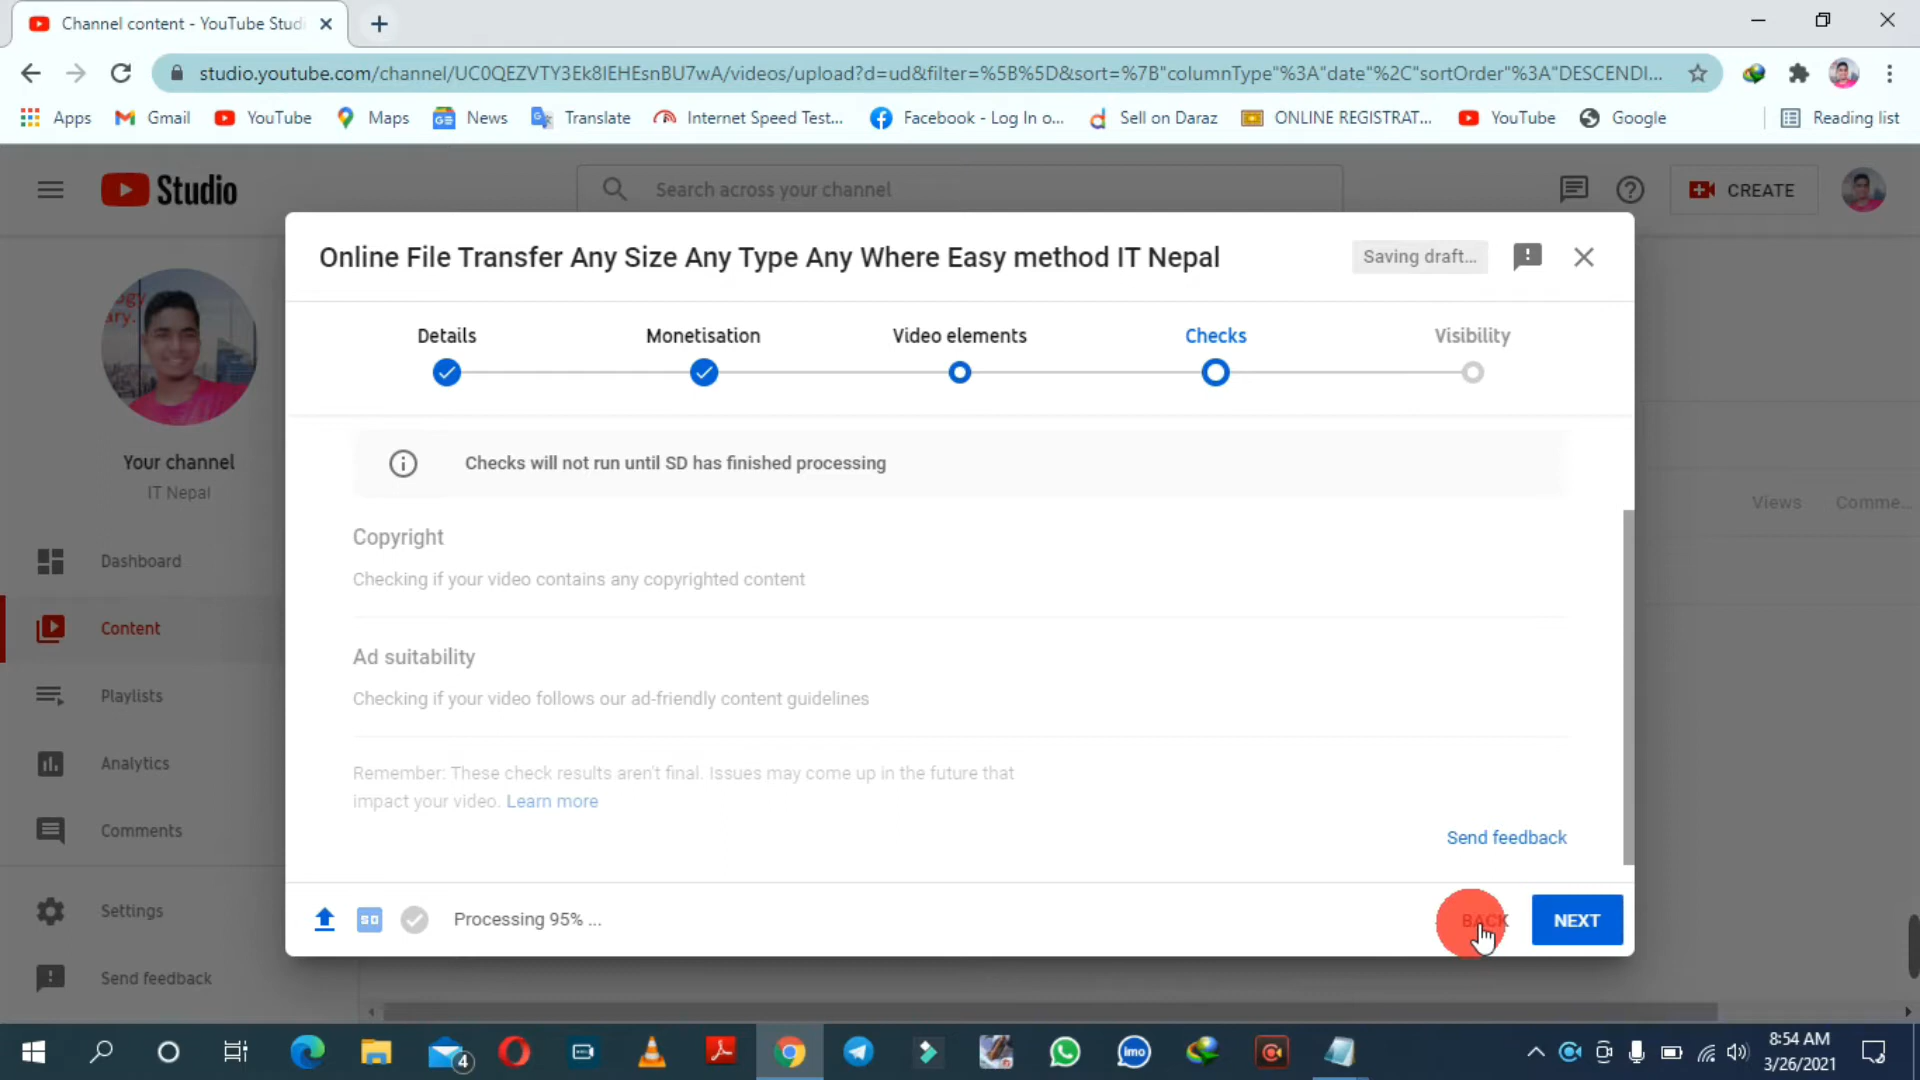 Channel content - YouTube Studi
studio.youtube.com/channel/UC0QEZVTY3Ek8IEHEsnBU7wA/videos/upload?d=ud&filter=%5B%5D&sort=%7B"columnType"%3A"date"%2C"sortOrder"%3A"DESCENDI...
Apps Gmail YouTube Maps News Translate Internet Speed Test... Facebook - Log In o... Sell on Daraz ONLINE REGISTRAT... YouTube Google Reading list
Studio Search across your channel CREATE
Online File Transfer Any Size Any Type Any Where Easy method IT Nepal Saving draft...
Details Monetisation Video elements Checks Visibility
Your channel
IT Nepal
Dashboard
Content
Playlists
Analytics
Comments
Settings
Send feedback
Checks will not run until SD has finished processing
Copyright
Checking if your video contains any copyrighted content
Ad suitability
Checking if your video follows our ad-friendly content guidelines
Remember: These check results aren't final. Issues may come up in the future that
impact your video. Learn more
Send feedback
SD Processing 95% ... BACK NEXT
Views Comme...
4 imo
8:54 AM
3/26/2021